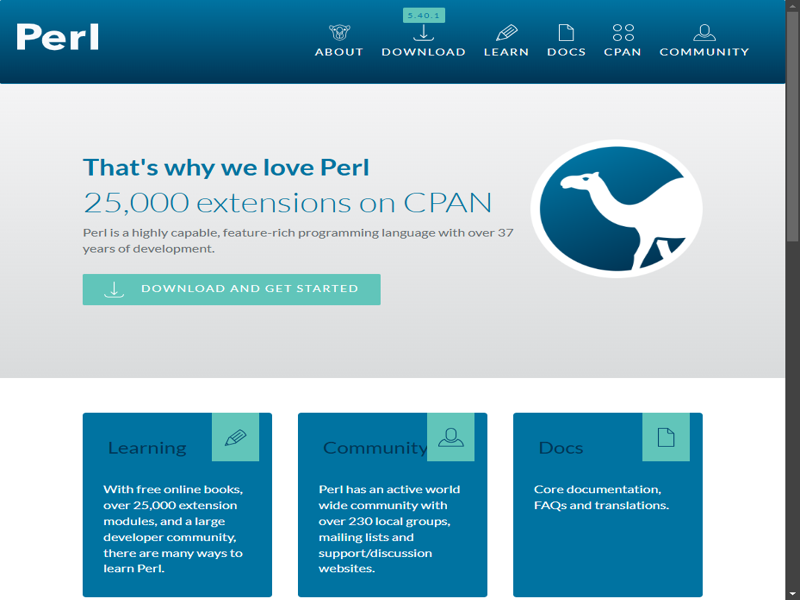 Perl
5.40.1
ABOUT DOWNLOAD LEARN DOCS CPAN COMMUNITY
That's why we love Perl
25,000 extensions on CPAN
Perl is a highly capable, feature-rich programming language with over 37
years of development.
DOWNLOAD AND GET STARTED
Learning
With free online books,
over 25,000 extension
modules, and a large
developer community,
there are many ways to
learn Perl.
Community
Perl has an active world
wide community with
over 230 local groups,
mailing lists and
support/discussion
websites.
Docs
Core documentation,
FAQs and translations.